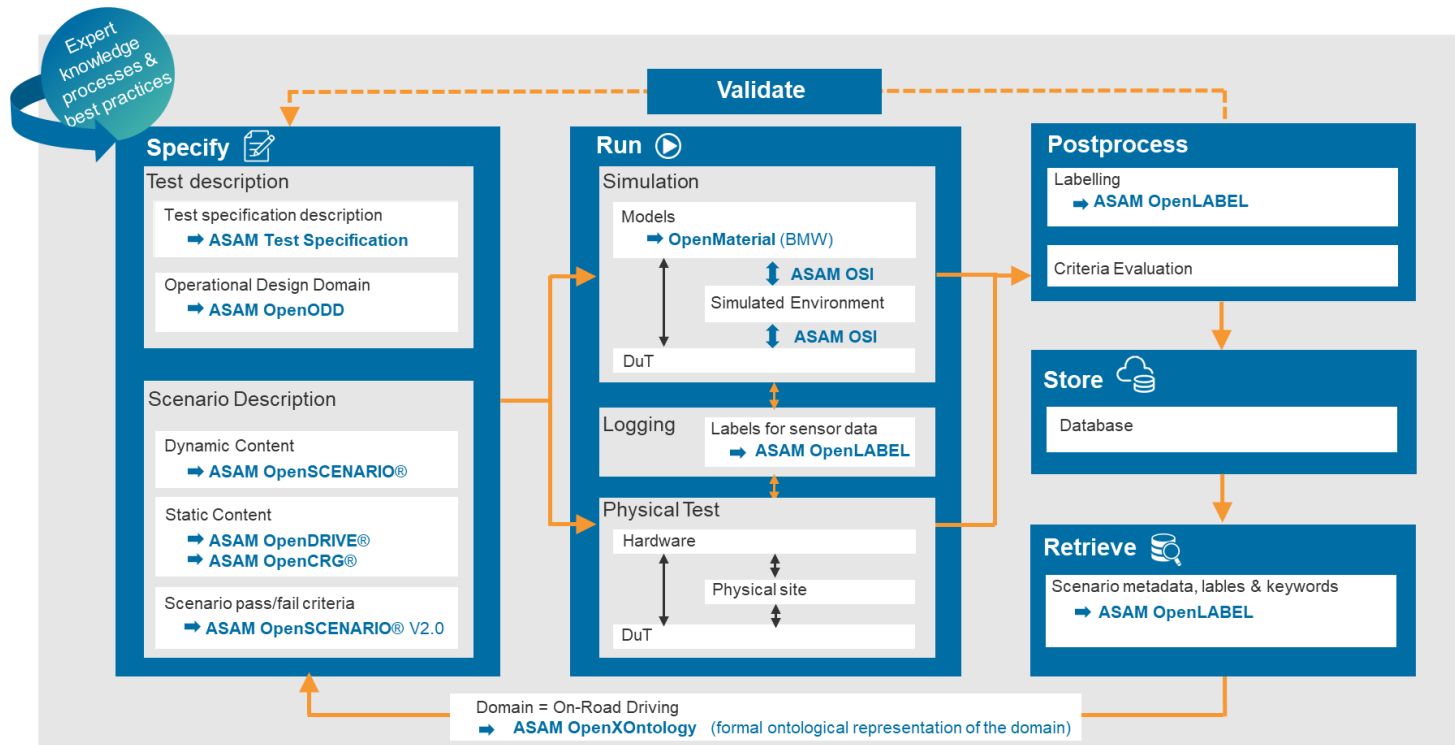 Expert
knowledge
processes &
best practices
Validate
Specify
Test description
Test specification description
➡ ASAM Test Specification
Operational Design Domain
➡ ASAM OpenODD
Scenario Description
Dynamic Content
➡ ASAM OpenSCENARIO®
Static Content
➡ ASAM OpenDRIVE®
➡ ASAM OpenCRG®
Scenario pass/fail criteria
➡ ASAM OpenSCENARIO® V2.0
Run
Simulation
Models
➡ OpenMaterial (BMW)
ASAM OSI
Simulated Environment
ASAM OSI
DuT
Logging
Labels for sensor data
➡ ASAM OpenLABEL
Physical Test
Hardware
Physical site
DuT
Postprocess
Labelling
➡ ASAM OpenLABEL
Criteria Evaluation
Store
Database
Retrieve
Scenario metadata, lables & keywords
➡ ASAM OpenLABEL
Domain = On-Road Driving
➡ ASAM OpenXOntology (formal ontological representation of the domain)